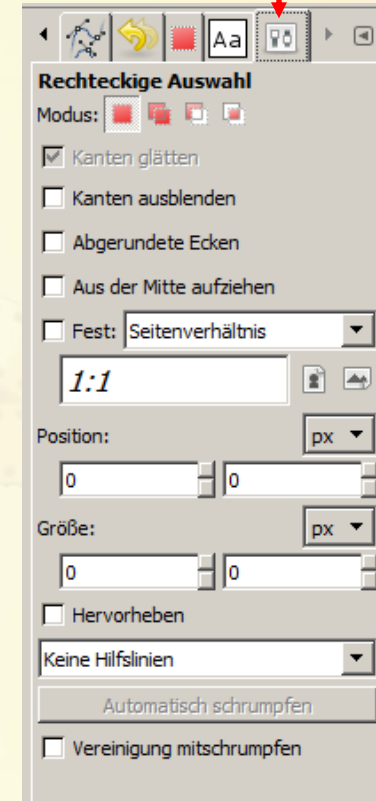 Aa
Rechteckige Auswahl
Modus:
Kanten glätten
Kanten ausblenden
Abgerundete Ecken
Aus der Mitte aufziehen
Fest: Seitenverhältnis
1:1
Position: px
0 0
Größe: px
0 0
Hervorheben
Keine Hilfslinien
Automatisch schrumpfen
Vereinigung mitschrumpfen